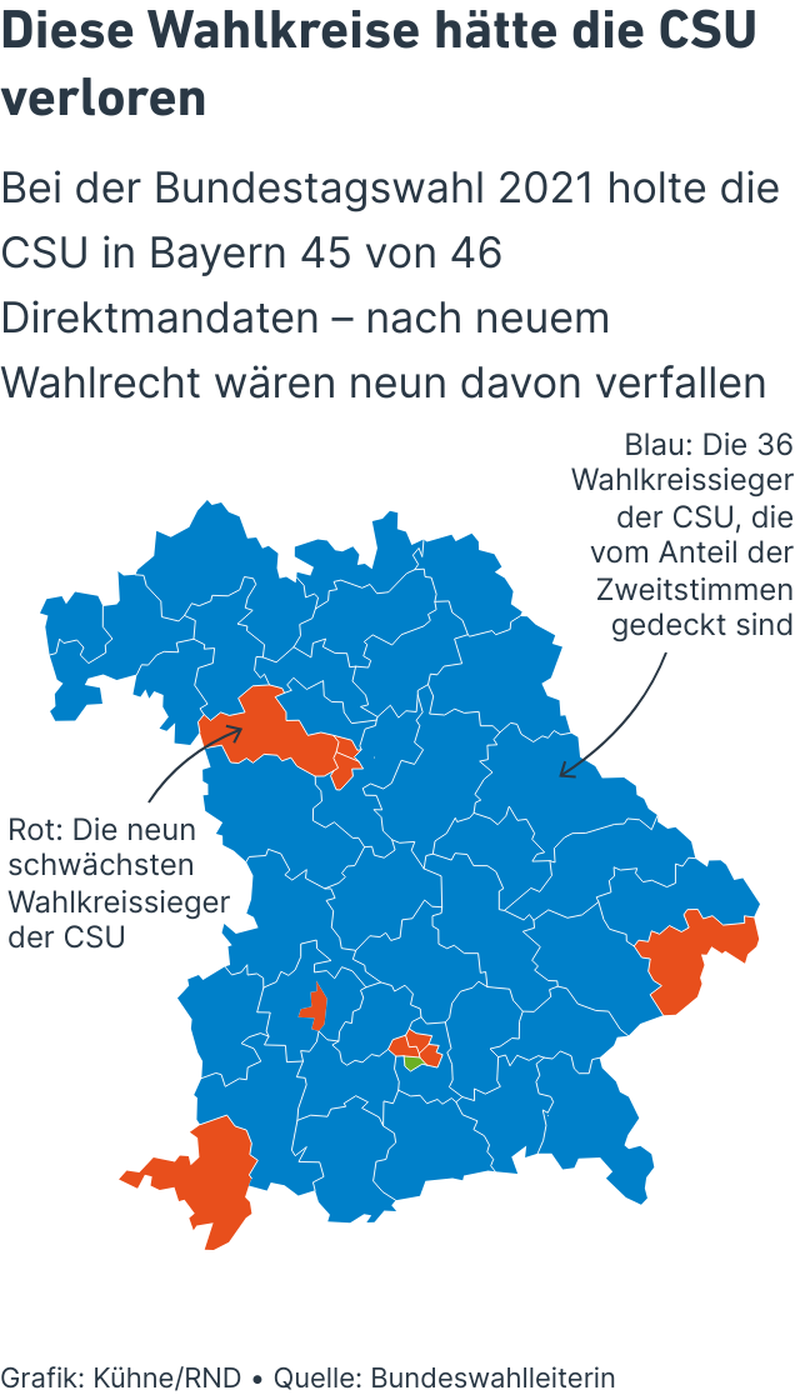 Diese Wahlkreise hätte die CSU
verloren
Bei der Bundestagswahl 2021 holte die
CSU in Bayern 45 von 46
Direktmandaten – nach neuem
Wahlrecht wären neun davon verfallen
Blau: Die 36
Wahlkreissieger
der CSU, die
vom Anteil der
Zweitstimmen
gedeckt sind
Rot: Die neun
schwächsten
Wahlkreissieger
der CSU
Grafik: Kühne/RND • Quelle: Bundeswahlleiterin